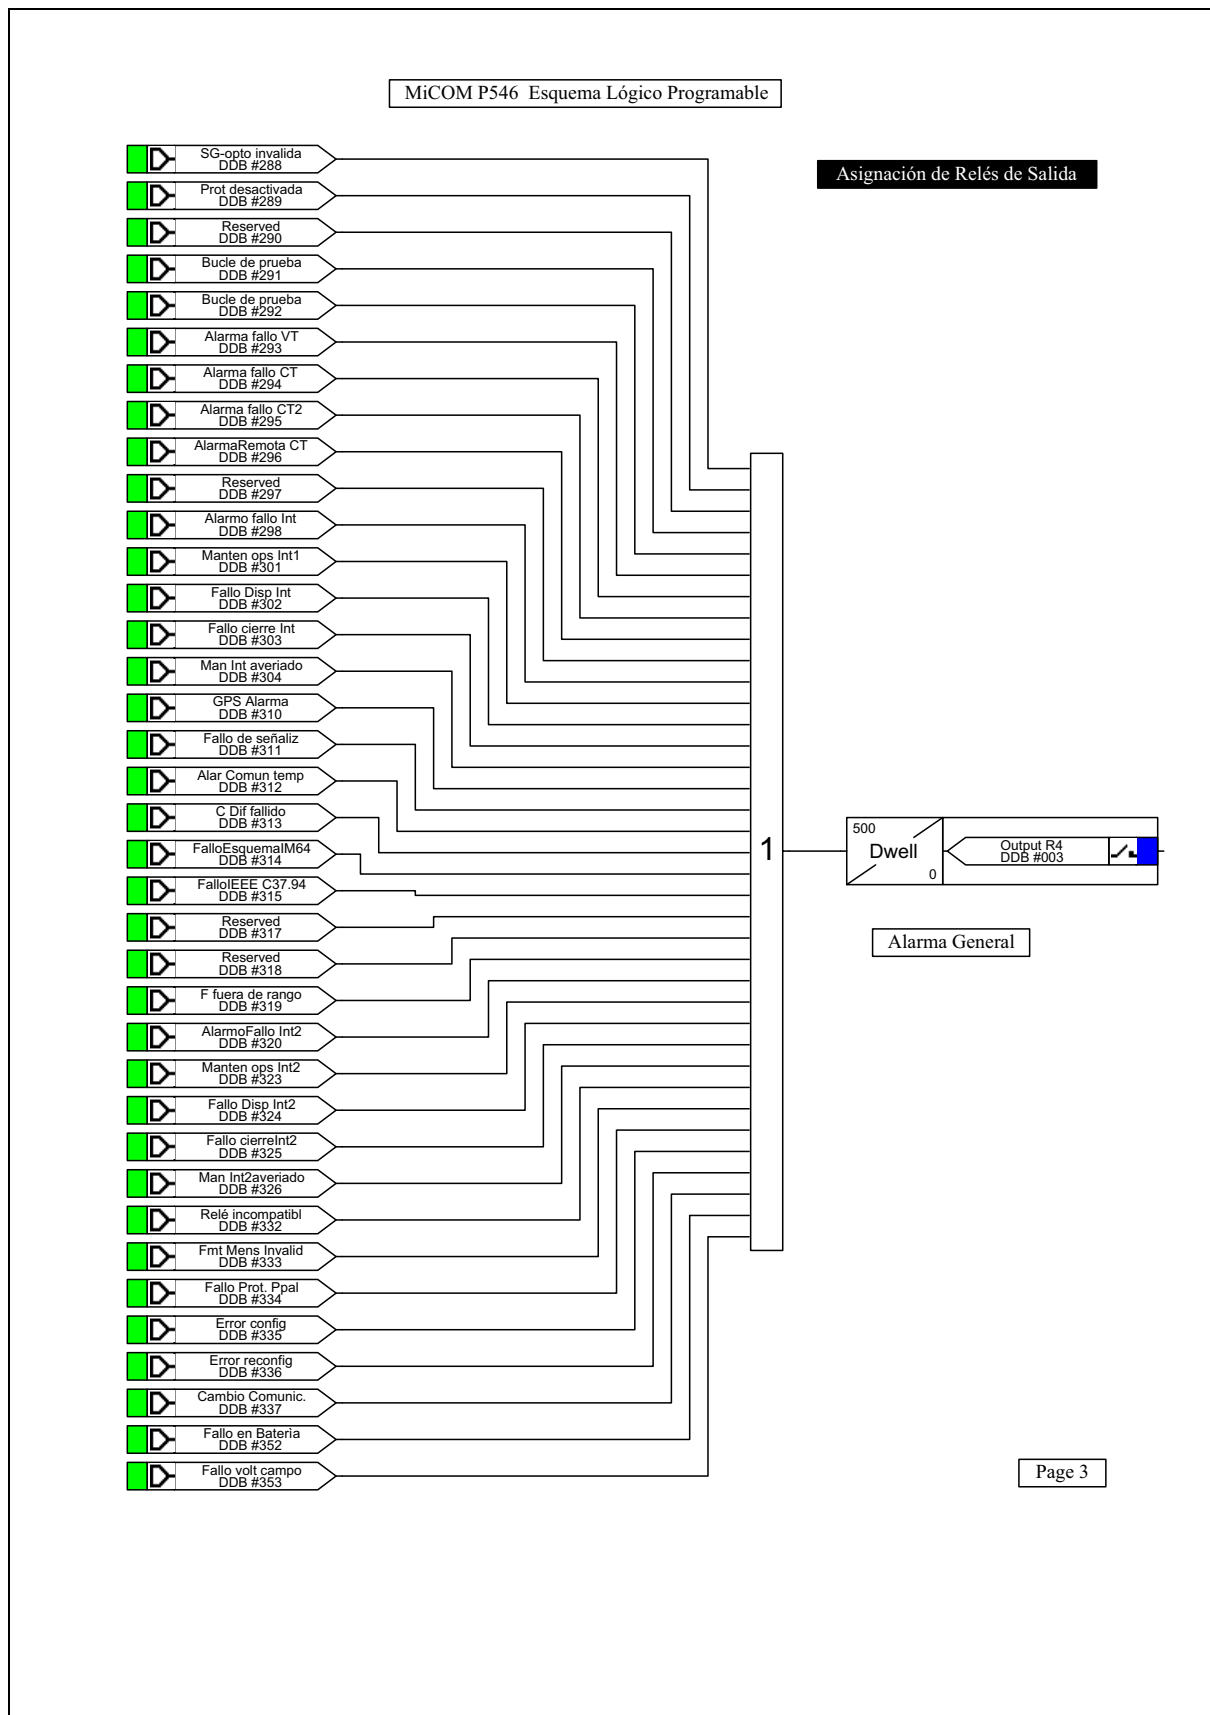 MiCOM P546 Esquema Lógico Programable
Asignación de Relés de Salida
SG-opto invalida
DDB #288
Prot desactivada
DDB #289
Reserved
DDB #290
Bucle de prueba
DDB #291
Bucle de prueba
DDB #292
Alarma fallo VT
DDB #293
Alarma fallo CT
DDB #294
Alarma fallo CT2
DDB #295
AlarmaRemota CT
DDB #296
Reserved
DDB #297
Alarmo fallo Int
DDB #298
Manten ops Int1
DDB #301
Fallo Disp Int
DDB #302
Fallo cierre Int
DDB #303
Man Int averiado
DDB #304
GPS Alarma
DDB #310
Fallo de señaliz
DDB #311
Alar Comun temp
DDB #312
C Dif fallido
DDB #313
FalloEsquemaIM64
DDB #314
FalloIEEE C37.94
DDB #315
Reserved
DDB #317
Reserved
DDB #318
F fuera de rango
DDB #319
AlarmoFallo Int2
DDB #320
Manten ops Int2
DDB #323
Fallo Disp Int2
DDB #324
Fallo cierreInt2
DDB #325
Man Int2averiado
DDB #326
Relé incompatibl
DDB #332
Fmt Mens Invalid
DDB #333
Fallo Prot. Ppal
DDB #334
Error config
DDB #335
Error reconfig
DDB #336
Cambio Comunic.
DDB #337
Fallo en Bateria
DDB #352
Fallo volt campo
DDB #353
1
500
Dwell
0
Output R4
DDB #003
Alarma General
Page 3